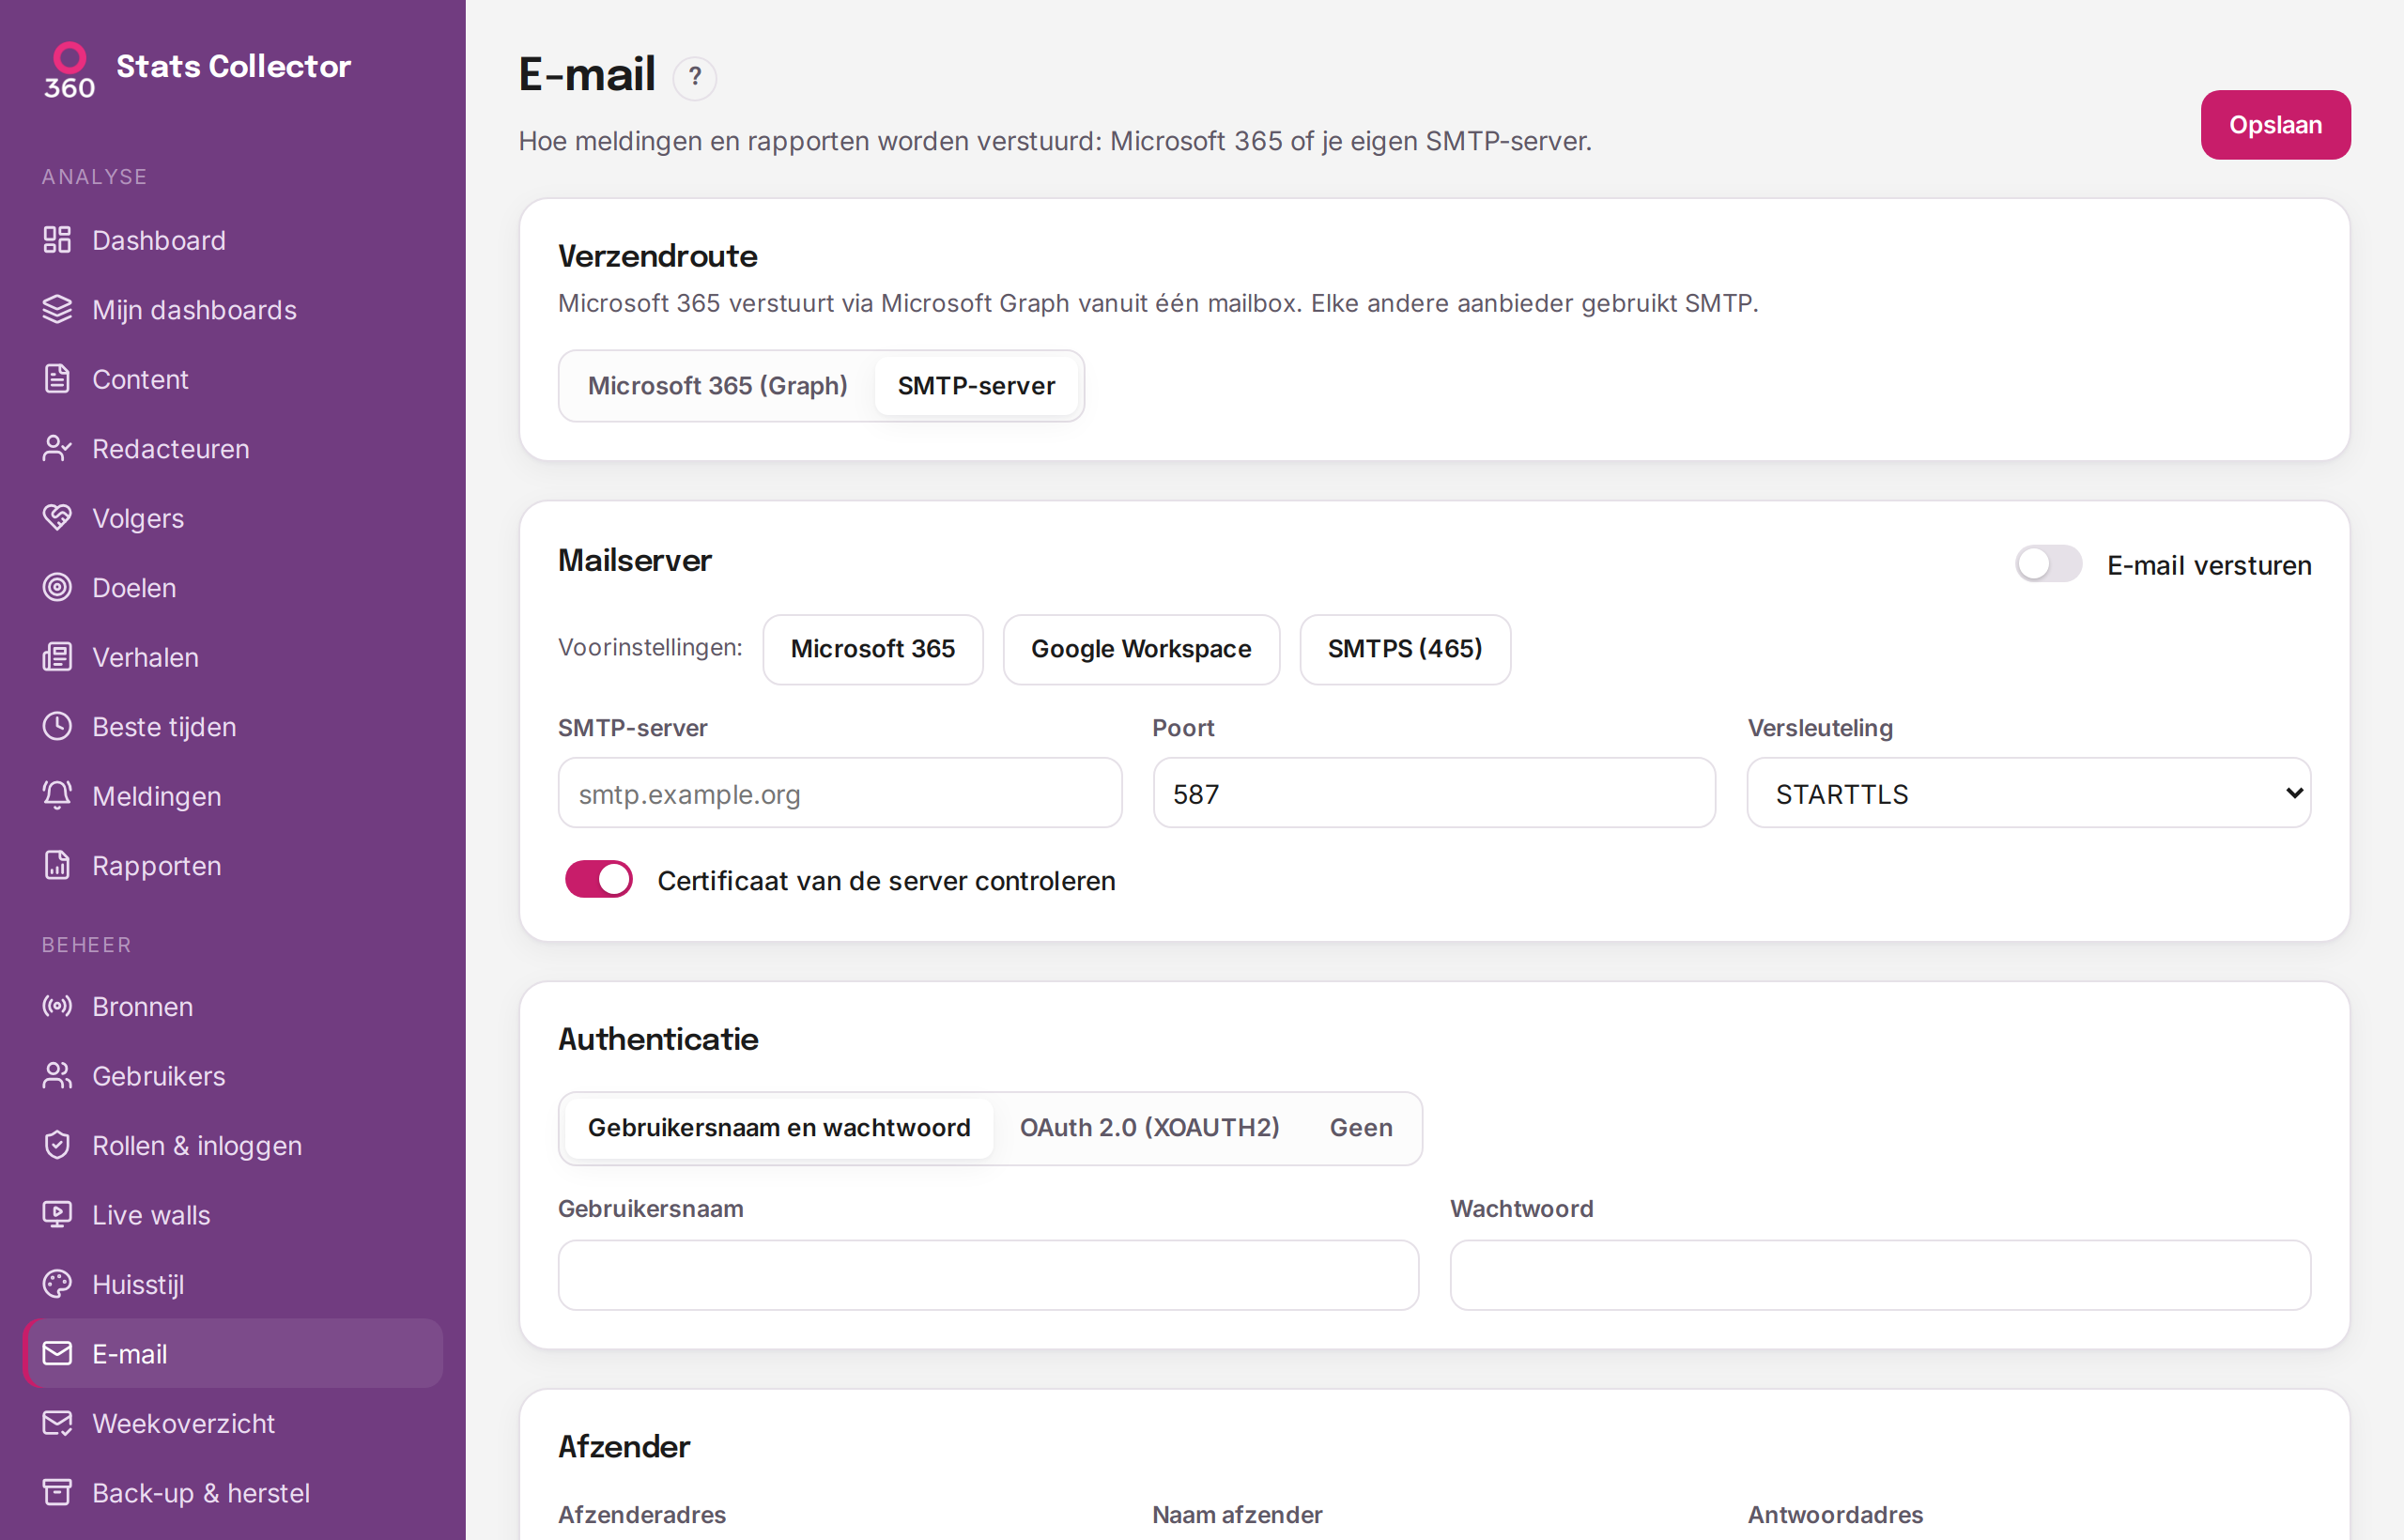 360
Stats Collector
ANALYSE
Dashboard
Mijn dashboards
Content
Redacteuren
Volgers
Doelen
Verhalen
Beste tijden
Meldingen
Rapporten
BEHEER
Bronnen
Gebruikers
Rollen & inloggen
Live walls
Huisstijl
E-mail
Weekoverzicht
Back-up & herstel
E-mail ?
Hoe meldingen en rapporten worden verstuurd: Microsoft 365 of je eigen SMTP-server.
Opslaan
Verzendroute
Microsoft 365 verstuurt via Microsoft Graph vanuit één mailbox. Elke andere aanbieder gebruikt SMTP.
Microsoft 365 (Graph) SMTP-server
Mailserver
E-mail versturen
Voorinstellingen: Microsoft 365 Google Workspace SMTPS (465)
SMTP-server Poort Versleuteling
smtp.example.org 587 STARTTLS
Certificaat van de server controleren
Authenticatie
Gebruikersnaam en wachtwoord OAuth 2.0 (XOAUTH2) Geen
Gebruikersnaam Wachtwoord
Afzender
Afzenderadres Naam afzender Antwoordadres